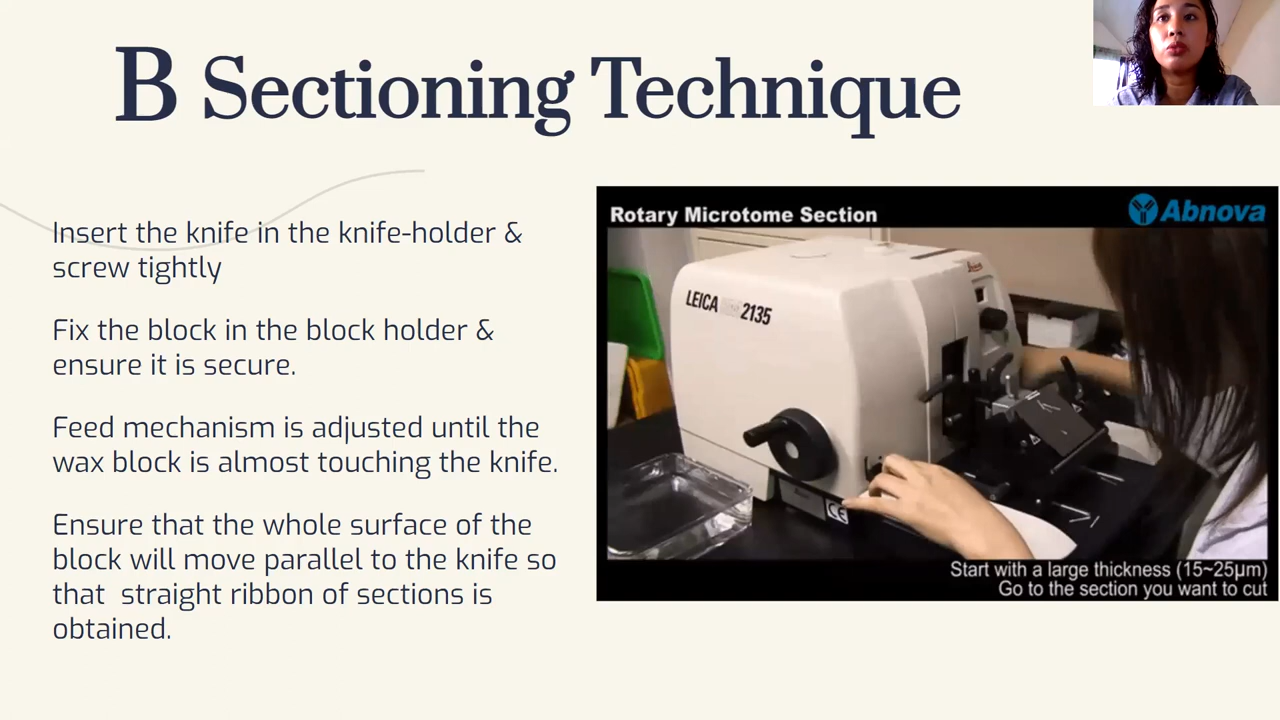 B Sectioning Technique
Insert the knife in the knife-holder &
screw tightly
Fix the block in the block holder &
ensure it is secure.
Feed mechanism is adjusted until the
wax block is almost touching the knife.
Ensure that the whole surface of the
block will move parallel to the knife so
that  straight ribbon of sections is
obtained.
Rotary Microtome Section
Abnova
LEICA 2135
Leica
CE
Start with a large thickness (15~25µm)
Go to the section you want to cut